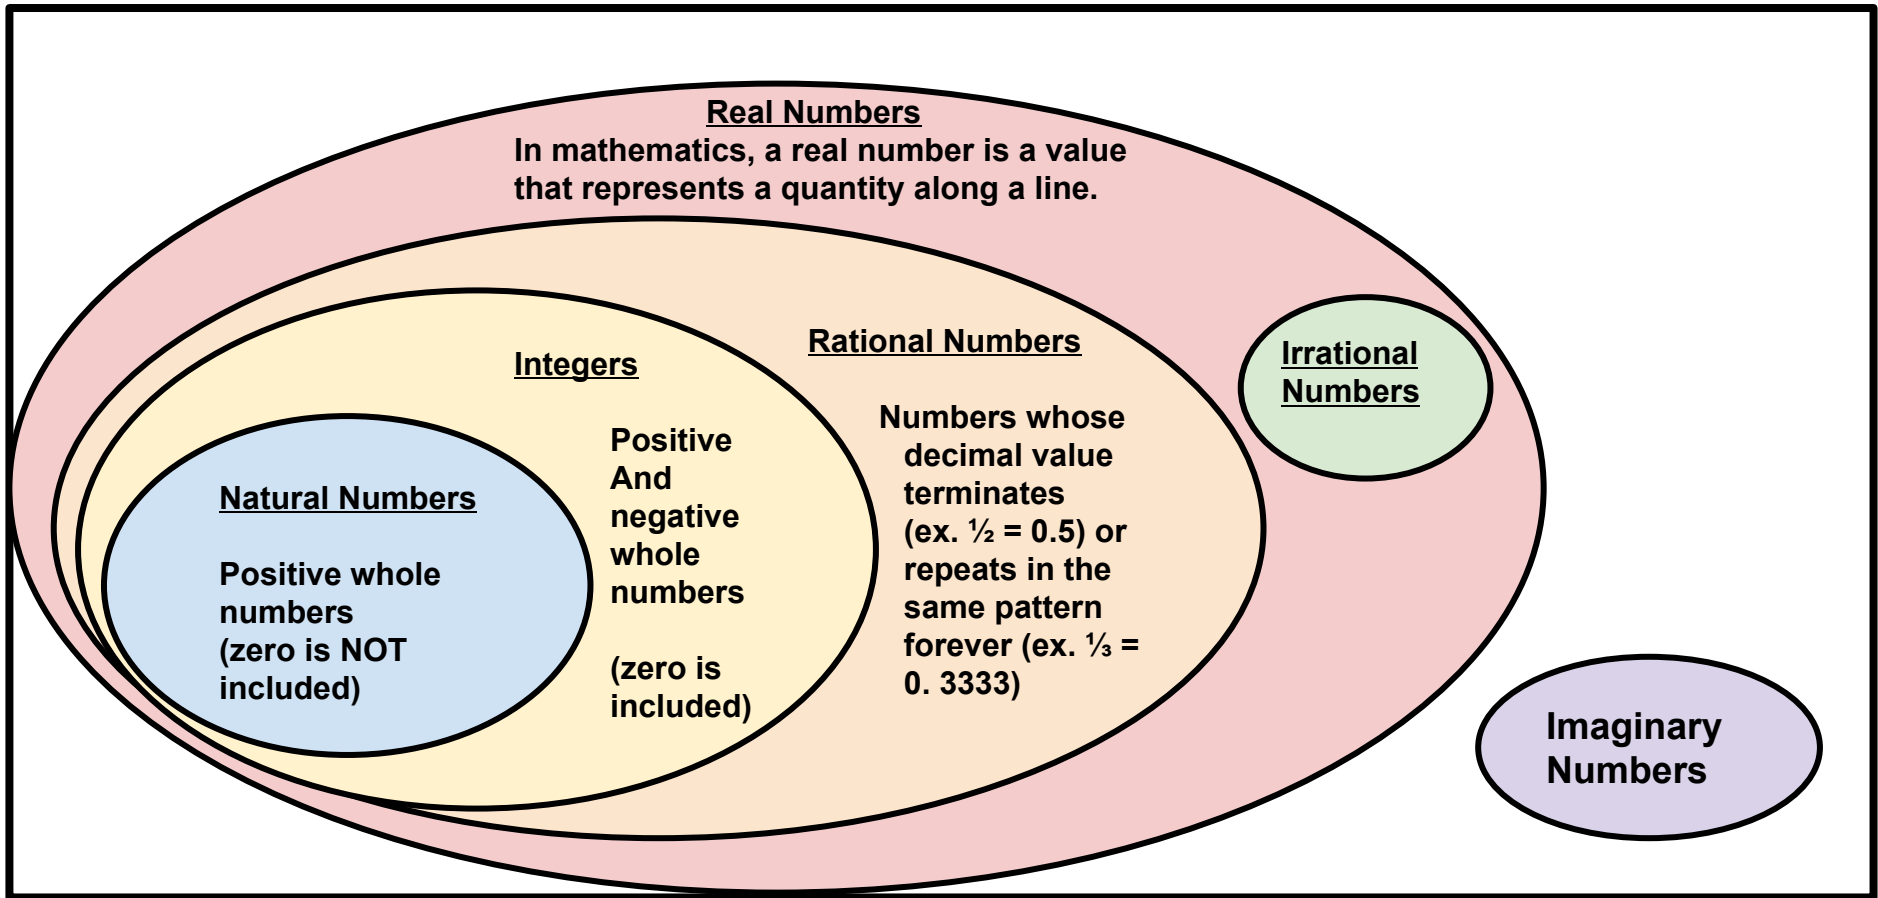 Real Numbers
In mathematics, a real number is a value
that represents a quantity along a line.
Rational Numbers
Numbers whose
decimal value
terminates
(ex. ½ = 0.5) or
repeats in the
same pattern
forever (ex. ⅓ =
0. 3333)
Irrational
Numbers
Integers
Positive
And
negative
whole
numbers
(zero is
included)
Natural Numbers
Positive whole
numbers
(zero is NOT
included)
Imaginary
Numbers